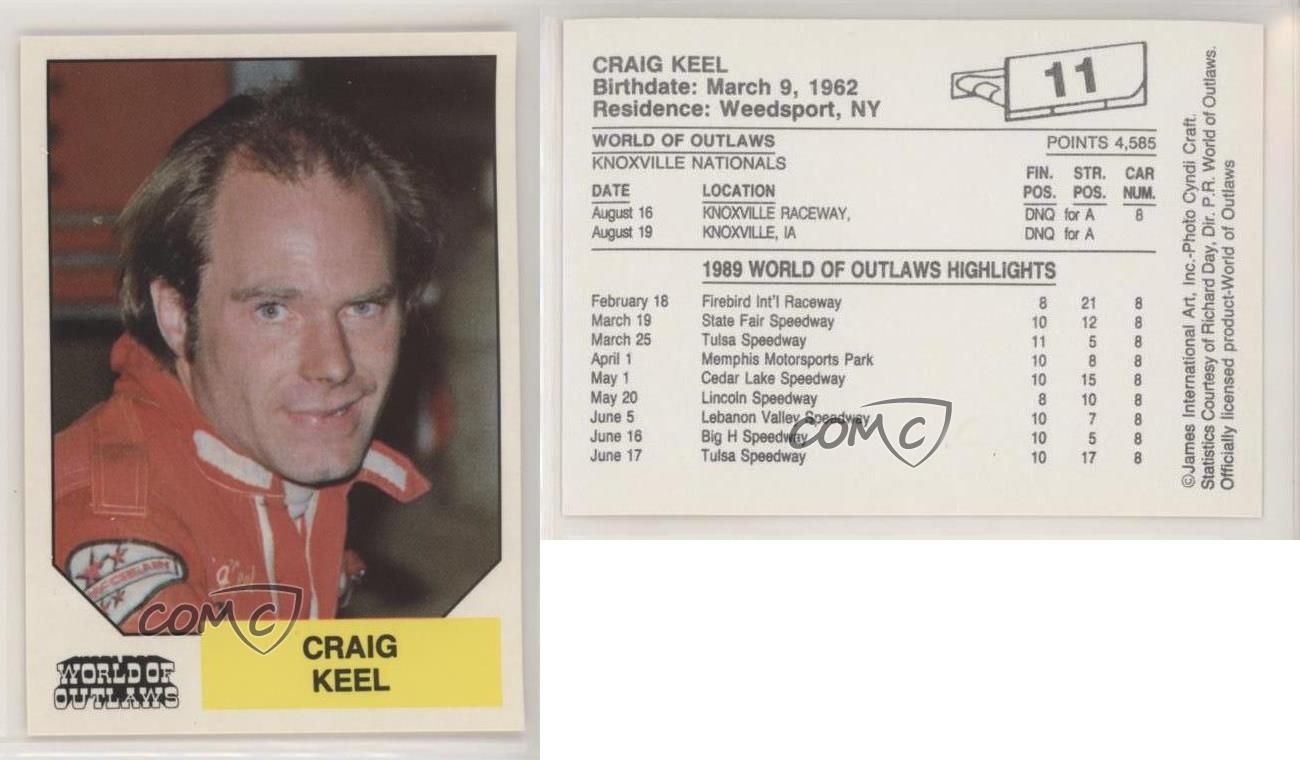 McCREARY
COMC
CRAIG
KEEL
WORLD OF
OUTLAWS
CRAIG KEEL
Birthdate: March 9, 1962
Residence: Weedsport, NY
11
WORLD OF OUTLAWS POINTS 4,585
KNOXVILLE NATIONALS
FIN. STR. CAR
DATE LOCATION POS. POS. NUM.
August 16 KNOXVILLE RACEWAY, DNQ for A 8
August 19 KNOXVILLE, IA DNQ for A
1989 WORLD OF OUTLAWS HIGHLIGHTS
February 18 Firebird Int'l Raceway 8 21 8
March 19 State Fair Speedway 10 12 8
March 25 Tulsa Speedway 11 5 8
April 1 Memphis Motorsports Park 10 8 8
May 1 Cedar Lake Speedway 10 15 8
May 20 Lincoln Speedway 8 10 8
June 5 Lebanon Valley Speedway 10 7 8
June 16 Big H Speedway 10 5 8
June 17 Tulsa Speedway 10 17 8
COMC
©James International Art, Inc.-Photo Cyndi Craft.
Statistics Courtesy of Richard Day, Dir. P.R. World of Outlaws.
Officially licensed product-World of Outlaws